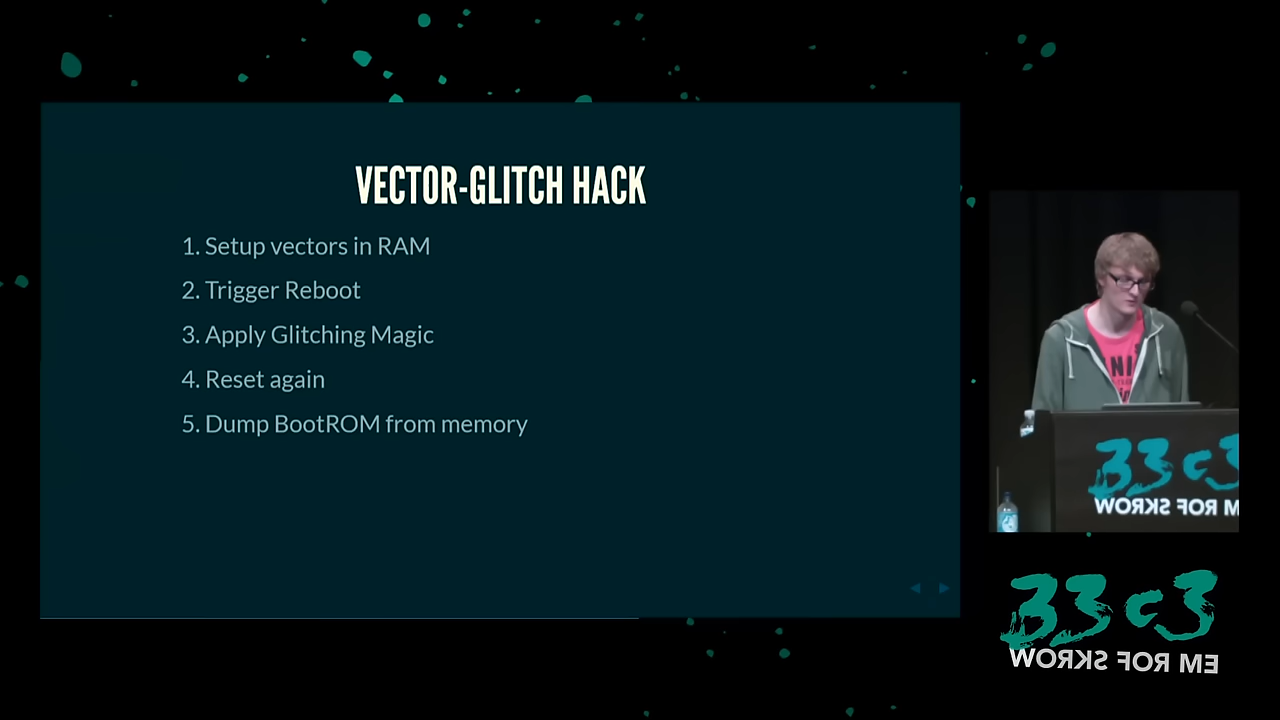 VECTOR-GLITCH HACK
1. Setup vectors in RAM
2. Trigger Reboot
3. Apply Glitching Magic
4. Reset again
5. Dump BootROM from memory
33c3
WORKS FOR M
33c3
WORKS FOR ME